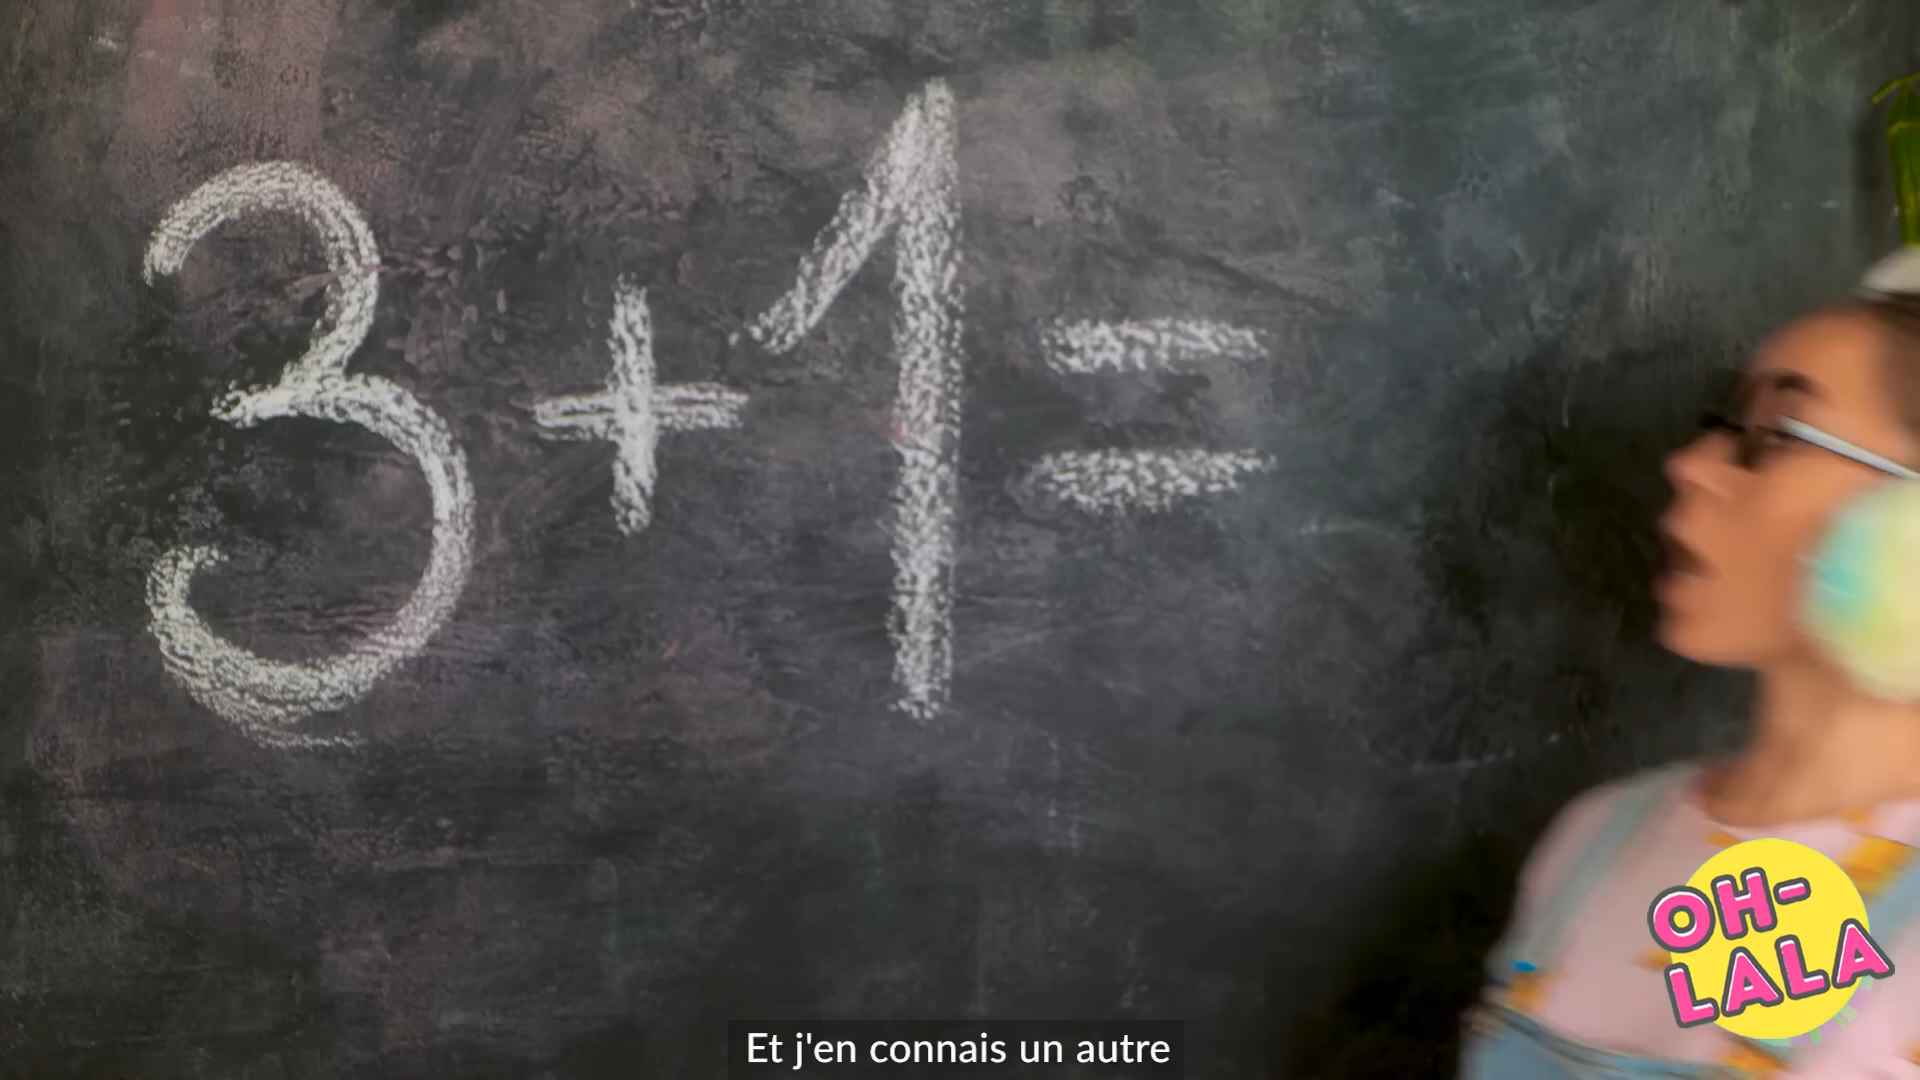 3+1=
OH-
LALA
Et j'en connais un autre